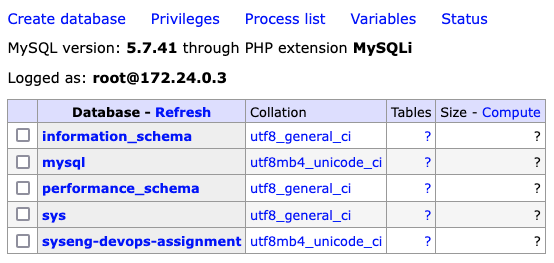 Create database Privileges Process list Variables Status
MySQL version: 5.7.41 through PHP extension MySQLi
Logged as: root@172.24.0.3
Database - Refresh Collation Tables Size - Compute
information_schema utf8_general_ci ? ?
mysql utf8mb4_unicode_ci ? ?
performance_schema utf8_general_ci ? ?
sys utf8_general_ci ? ?
syseng-devops-assignment utf8mb4_unicode_ci ? ?